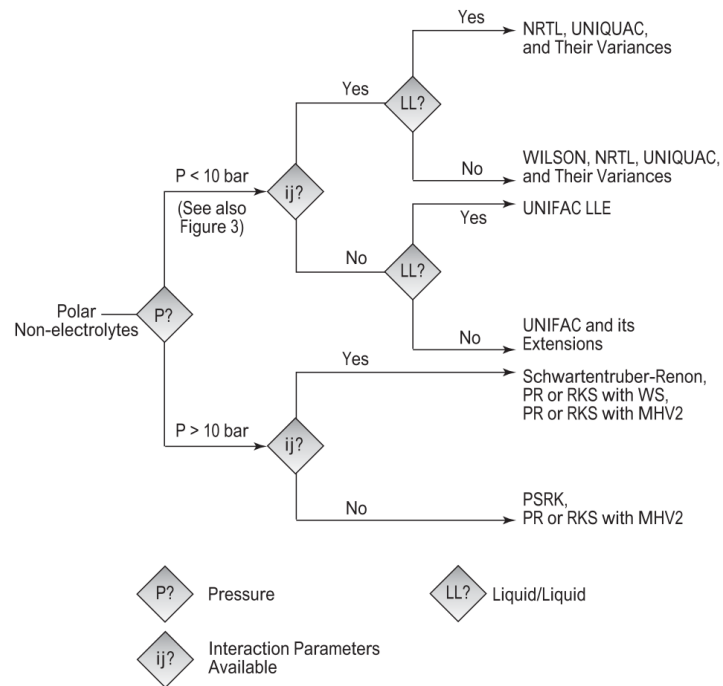 Yes
NRTL, UNIQUAC,
and Their Variances
LL?
Yes
No
WILSON, NRTL, UNIQUAC,
and Their Variances
P < 10 bar
ij?
(See also
Figure 3)
Yes
UNIFAC LLE
No
LL?
Polar
Non-electrolytes
P?
No
UNIFAC and its
Extensions
Yes
Schwartentruber-Renon,
PR or RKS with WS,
PR or RKS with MHV2
P > 10 bar
ij?
No
PSRK,
PR or RKS with MHV2
P?
Pressure
LL?
Liquid/Liquid
ij?
Interaction Parameters
Available